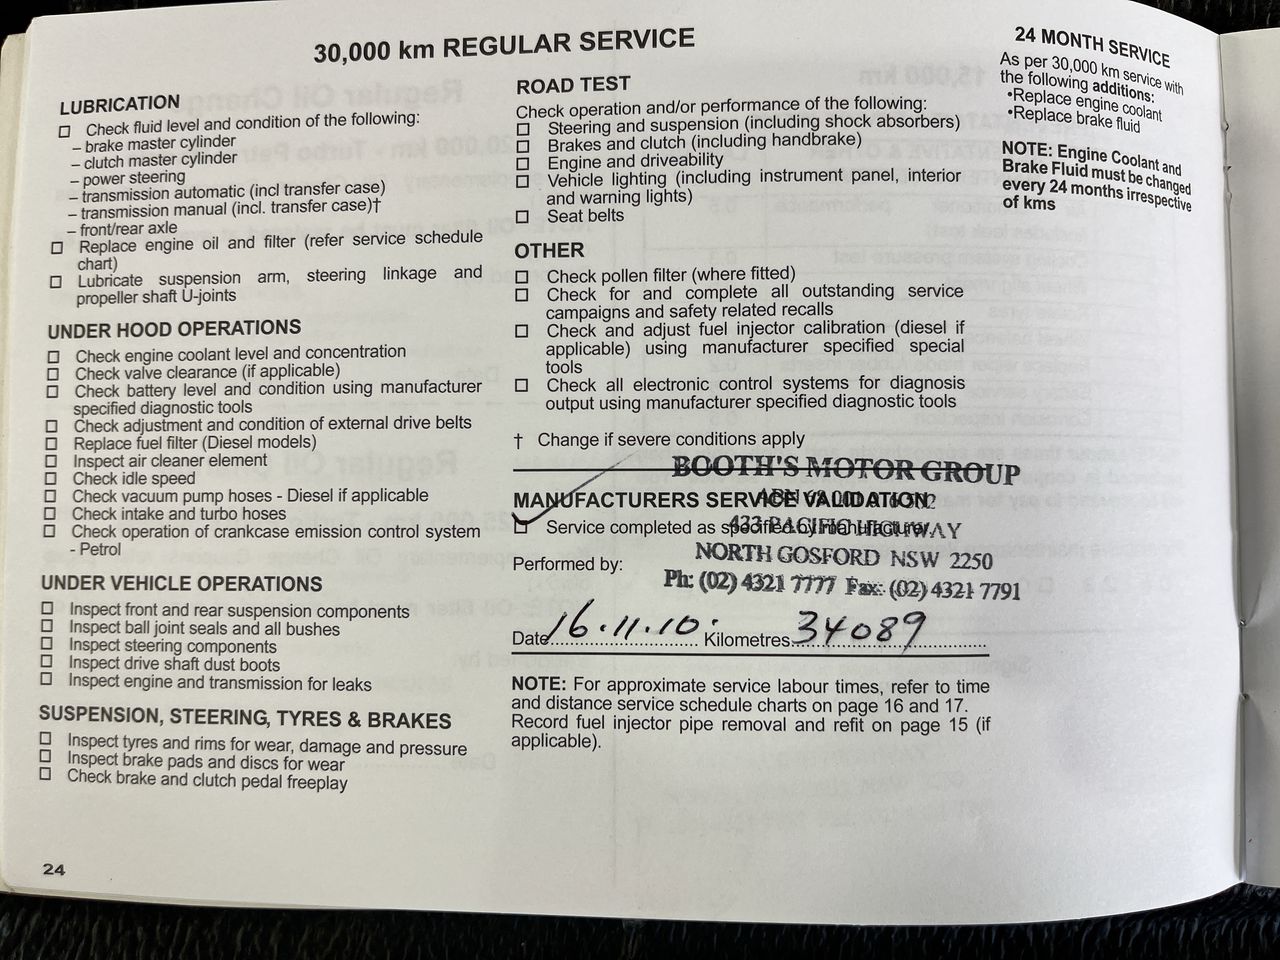 30,000 km REGULAR SERVICE
LUBRICATION
Check fluid level and condition of the following:
– brake master cylinder
– clutch master cylinder
– power steering
– transmission automatic (incl transfer case)
– transmission manual (incl. transfer case)†
– front/rear axle
Replace engine oil and filter (refer service schedule
chart)
Lubricate suspension arm, steering linkage and
propeller shaft U-joints
UNDER HOOD OPERATIONS
Check engine coolant level and concentration
Check valve clearance (if applicable)
Check battery level and condition using manufacturer
specified diagnostic tools
Check adjustment and condition of external drive belts
Replace fuel filter (Diesel models)
Inspect air cleaner element
Check idle speed
Check vacuum pump hoses - Diesel if applicable
Check intake and turbo hoses
Check operation of crankcase emission control system
- Petrol
UNDER VEHICLE OPERATIONS
Inspect front and rear suspension components
Inspect ball joint seals and all bushes
Inspect steering components
Inspect drive shaft dust boots
Inspect engine and transmission for leaks
SUSPENSION, STEERING, TYRES & BRAKES
Inspect tyres and rims for wear, damage and pressure
Inspect brake pads and discs for wear
Check brake and clutch pedal freeplay
24
ROAD TEST
Check operation and/or performance of the following:
Steering and suspension (including shock absorbers)
Brakes and clutch (including handbrake)
Engine and driveability
Vehicle lighting (including instrument panel, interior
and warning lights)
Seat belts
OTHER
Check pollen filter (where fitted)
Check for and complete all outstanding service
campaigns and safety related recalls
Check and adjust fuel injector calibration (diesel if
applicable) using manufacturer specified special
tools
Check all electronic control systems for diagnosis
output using manufacturer specified diagnostic tools
† Change if severe conditions apply
BOOTH'S MOTOR GROUP
MANUFACTURERS SERVICE VALIDATION
ABN 68 001
Service completed as specified by manufacturer
433 PACIFIC HIGHWAY
NORTH GOSFORD NSW 2250
Performed by:
Ph: (02) 4321 7777 Fax: (02) 4321 7791
Date 16.11.10. Kilometres 34089
NOTE: For approximate service labour times, refer to time
and distance service schedule charts on page 16 and 17.
Record fuel injector pipe removal and refit on page 15 (if
applicable).
24 MONTH SERVICE
As per 30,000 km service with
the following additions:
•Replace engine coolant
•Replace brake fluid
NOTE: Engine Coolant and
Brake Fluid must be changed
every 24 months irrespective
of kms